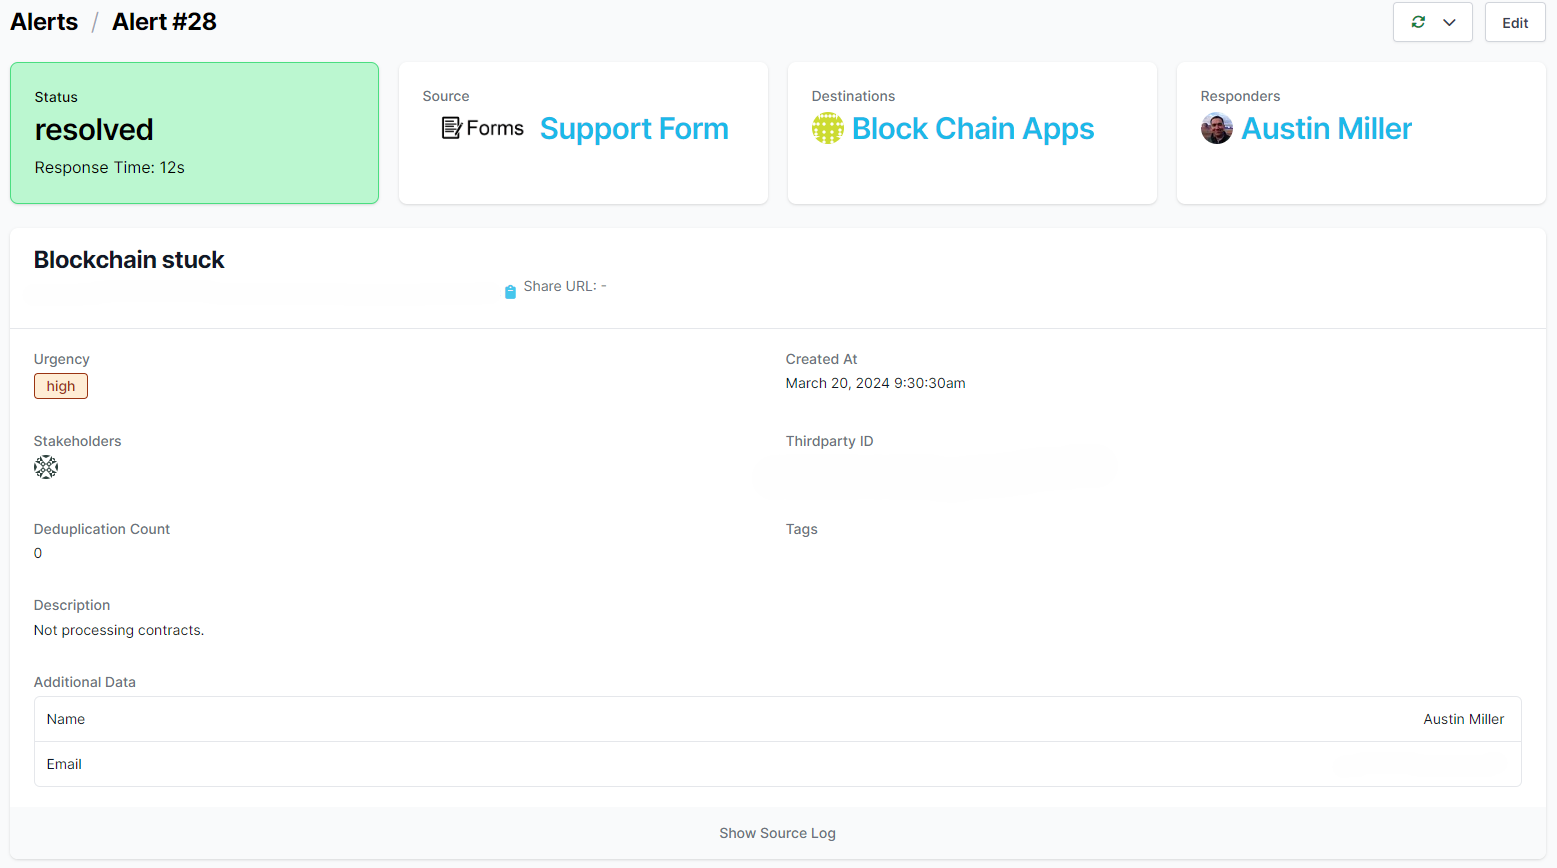 Alerts / Alert #28
Edit
Status
resolved
Response Time: 12s
Source
Forms Support Form
Destinations
Block Chain Apps
Responders
Austin Miller
Blockchain stuck
Share URL: -
Urgency
high
Created At
March 20, 2024 9:30:30am
Stakeholders
Thirdparty ID
Deduplication Count
0
Tags
Description
Not processing contracts.
Additional Data
Name Austin Miller
Email
Show Source Log